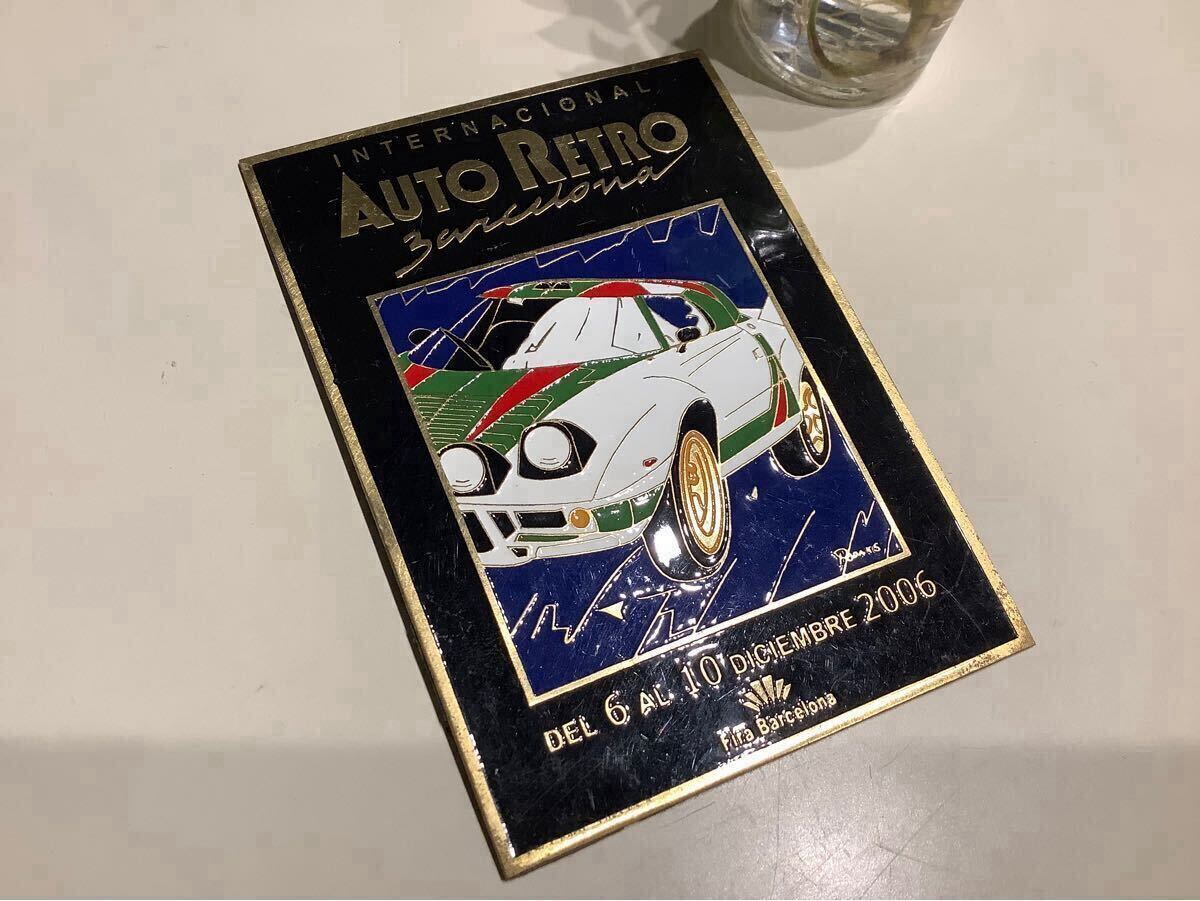 INTERNACIONAL
AUTO RETRO
Barcelona
DEL 6 AL 10 DICIEMBRE 2006
Fira Barcelona